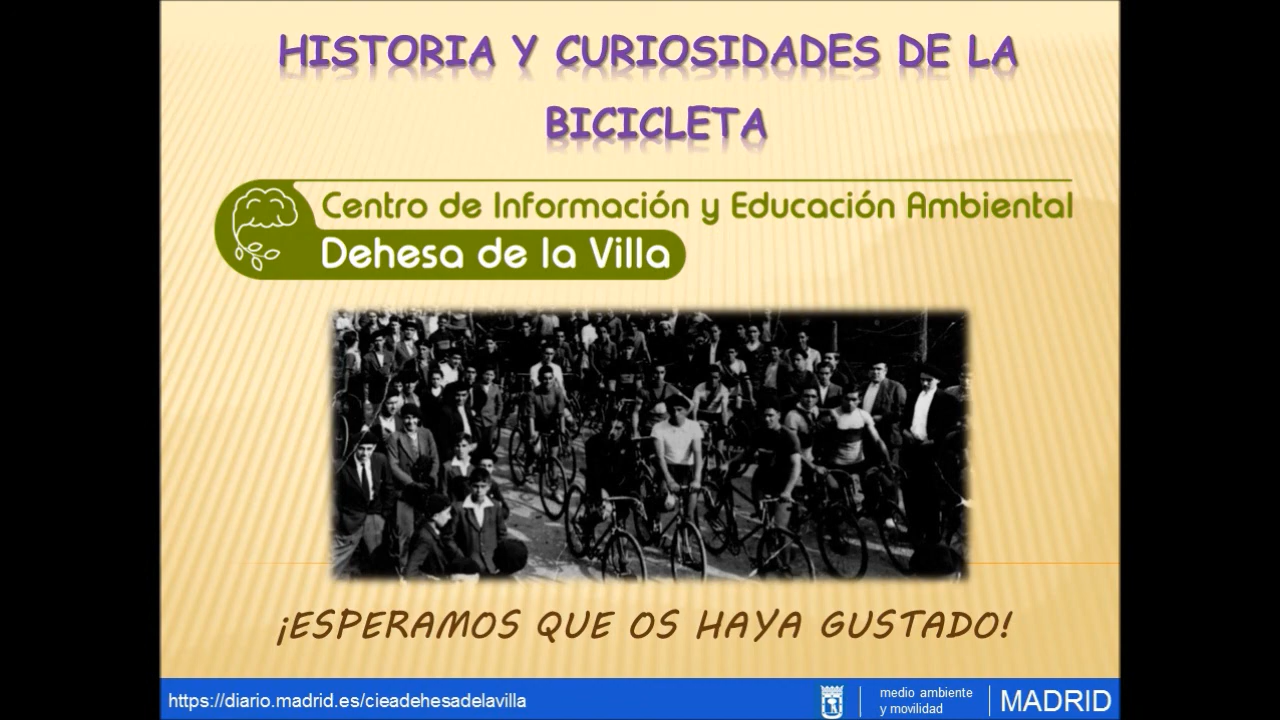 HISTORIA Y CURIOSIDADES DE LA
BICICLETA
Centro de Información y Educación Ambiental
Dehesa de la Villa
¡ESPERAMOS QUE OS HAYA GUSTADO!
https://diario.madrid.es/cieadehesadelavilla
medio ambiente
y movilidad
MADRID